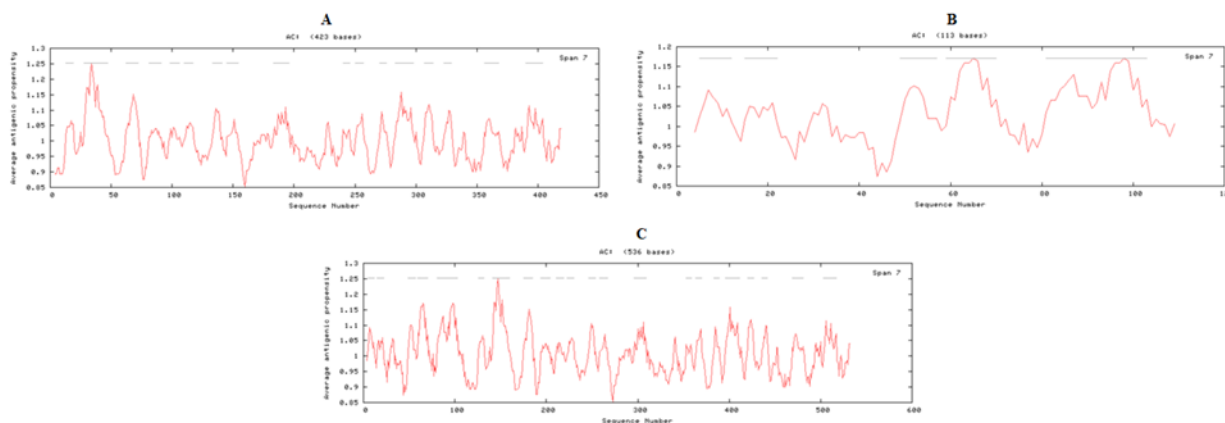 A
AC: (423 bases)
Average antigenic propensity
1.3
1.25
1.2
1.15
1.1
1.05
1
0.95
0.9
0.85
Span 7
0 50 100 150 200 250 300 350 400 450
Sequence Number
B
AC: (113 bases)
Average antigenic propensity
1.2
1.15
1.1
1.05
1
0.95
0.9
0.85
Span 7
0 20 40 60 80 100 12
Sequence Number
C
AC: (536 bases)
Average antigenic propensity
1.3
1.25
1.2
1.15
1.1
1.05
1
0.95
0.9
0.85
Span 7
0 100 200 300 400 500 600
Sequence Number